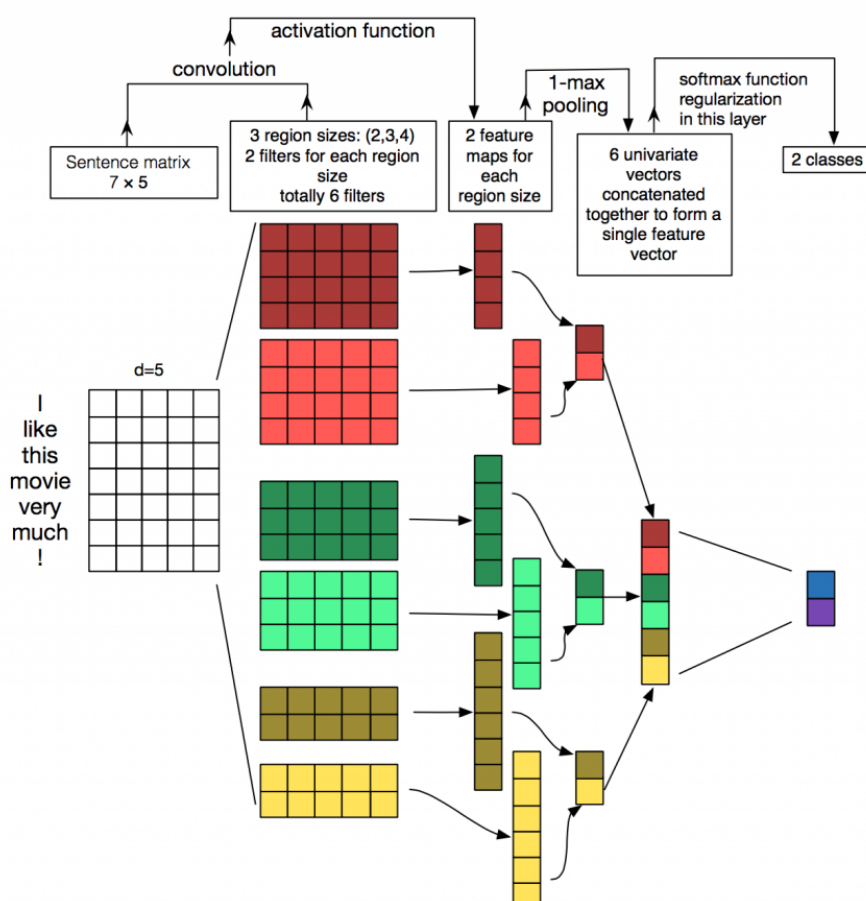 activation function
convolution
1-max
pooling
softmax function
regularization
in this layer
Sentence matrix
7 × 5
3 region sizes: (2,3,4)
2 filters for each region
size
totally 6 filters
2 feature
maps for
each
region size
6 univariate
vectors
concatenated
together to form a
single feature
vector
2 classes
d=5
I
like
this
movie
very
much
!